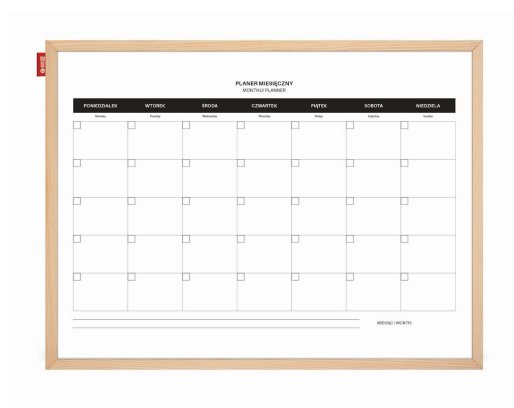 PLANER MIESIĘCZNY
MONTHLY PLANNER
PONIEDZIAŁEK WTOREK ŚRODA CZWARTEK PIĄTEK SOBOTA NIEDZIELA
Monday Tuesday Wednesday Thursday Friday Saturday Sunday
MIESIĄC / MONTH: